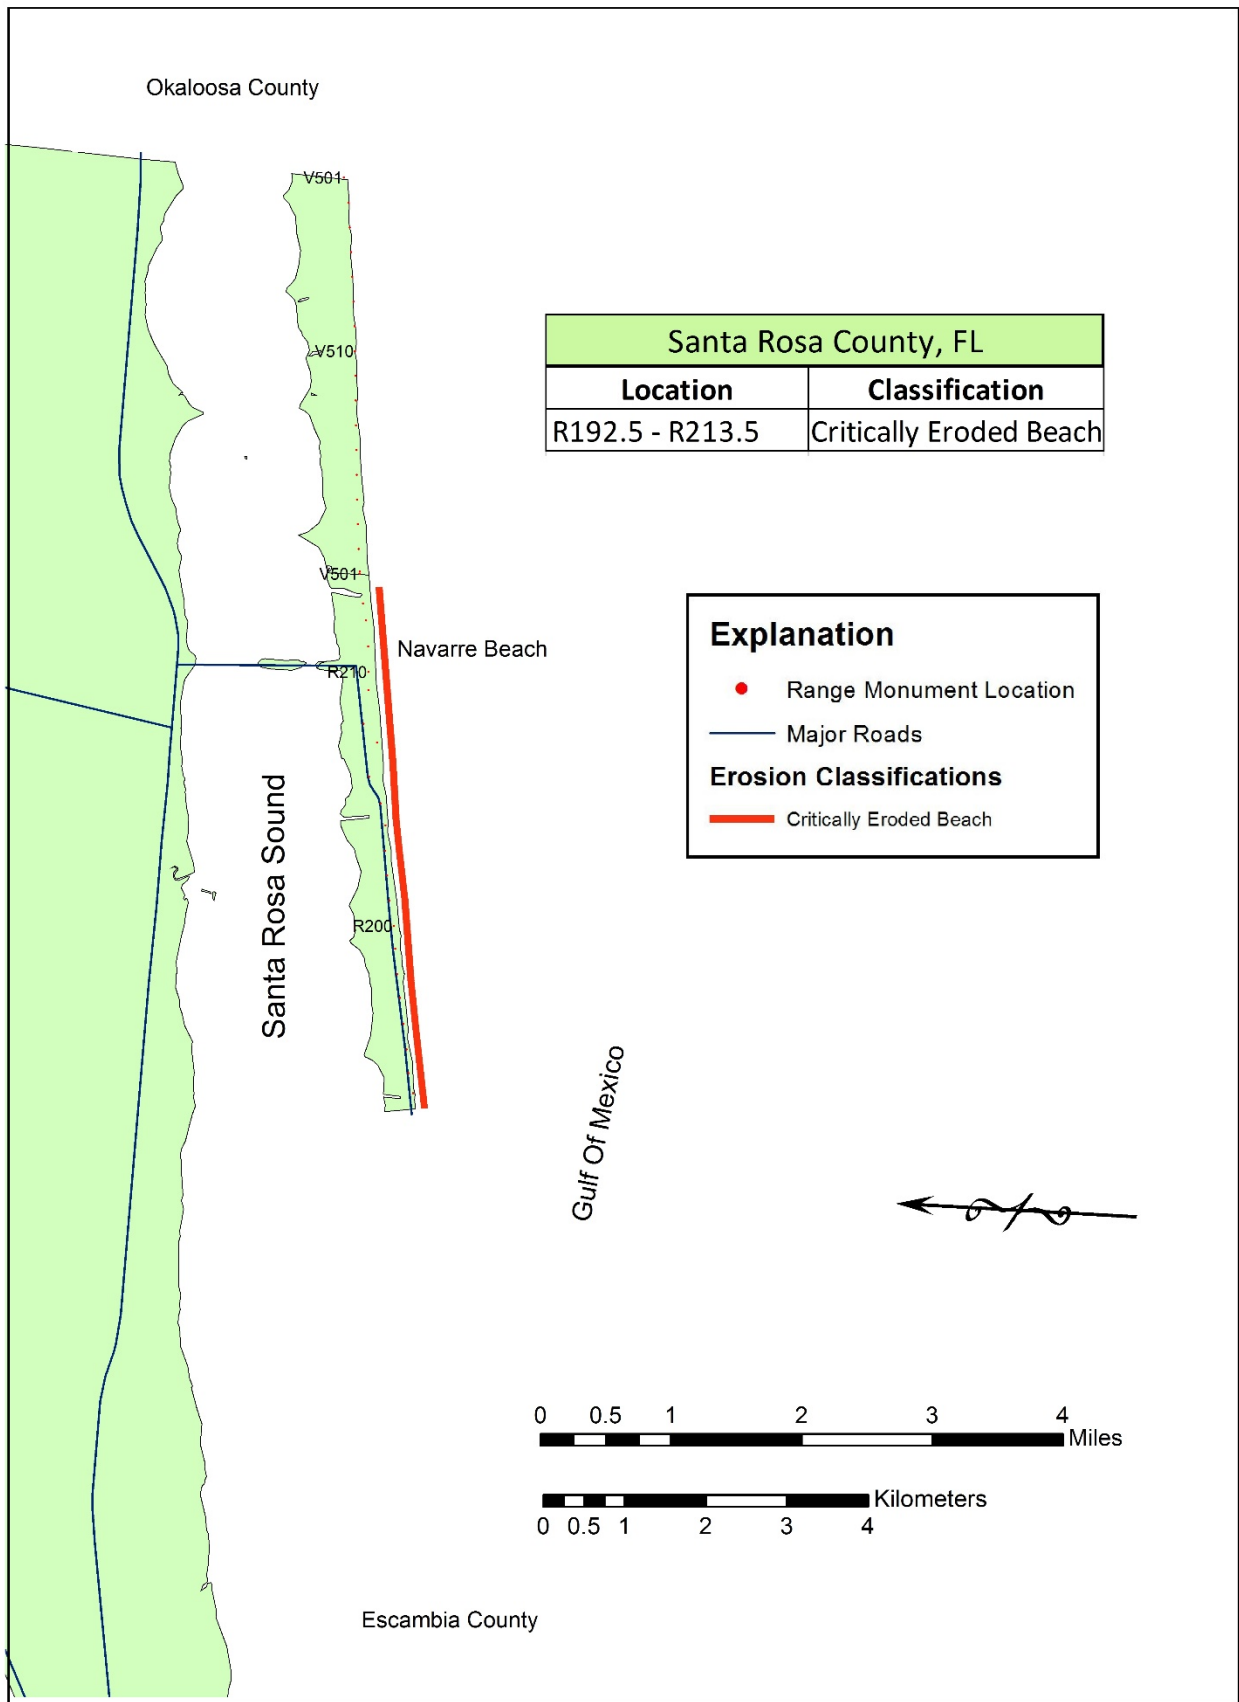 Okaloosa County
V501
Santa Rosa County, FL
Location Classification
R192.5 - R213.5 Critically Eroded Beach
V510
V501
Navarre Beach
R210
Explanation
Range Monument Location
Major Roads
Erosion Classifications
Critically Eroded Beach
Santa Rosa Sound
R200
Gulf Of Mexico
0 0.5 1 2 3 4
Miles
Kilometers
0 0.5 1 2 3 4
Escambia County